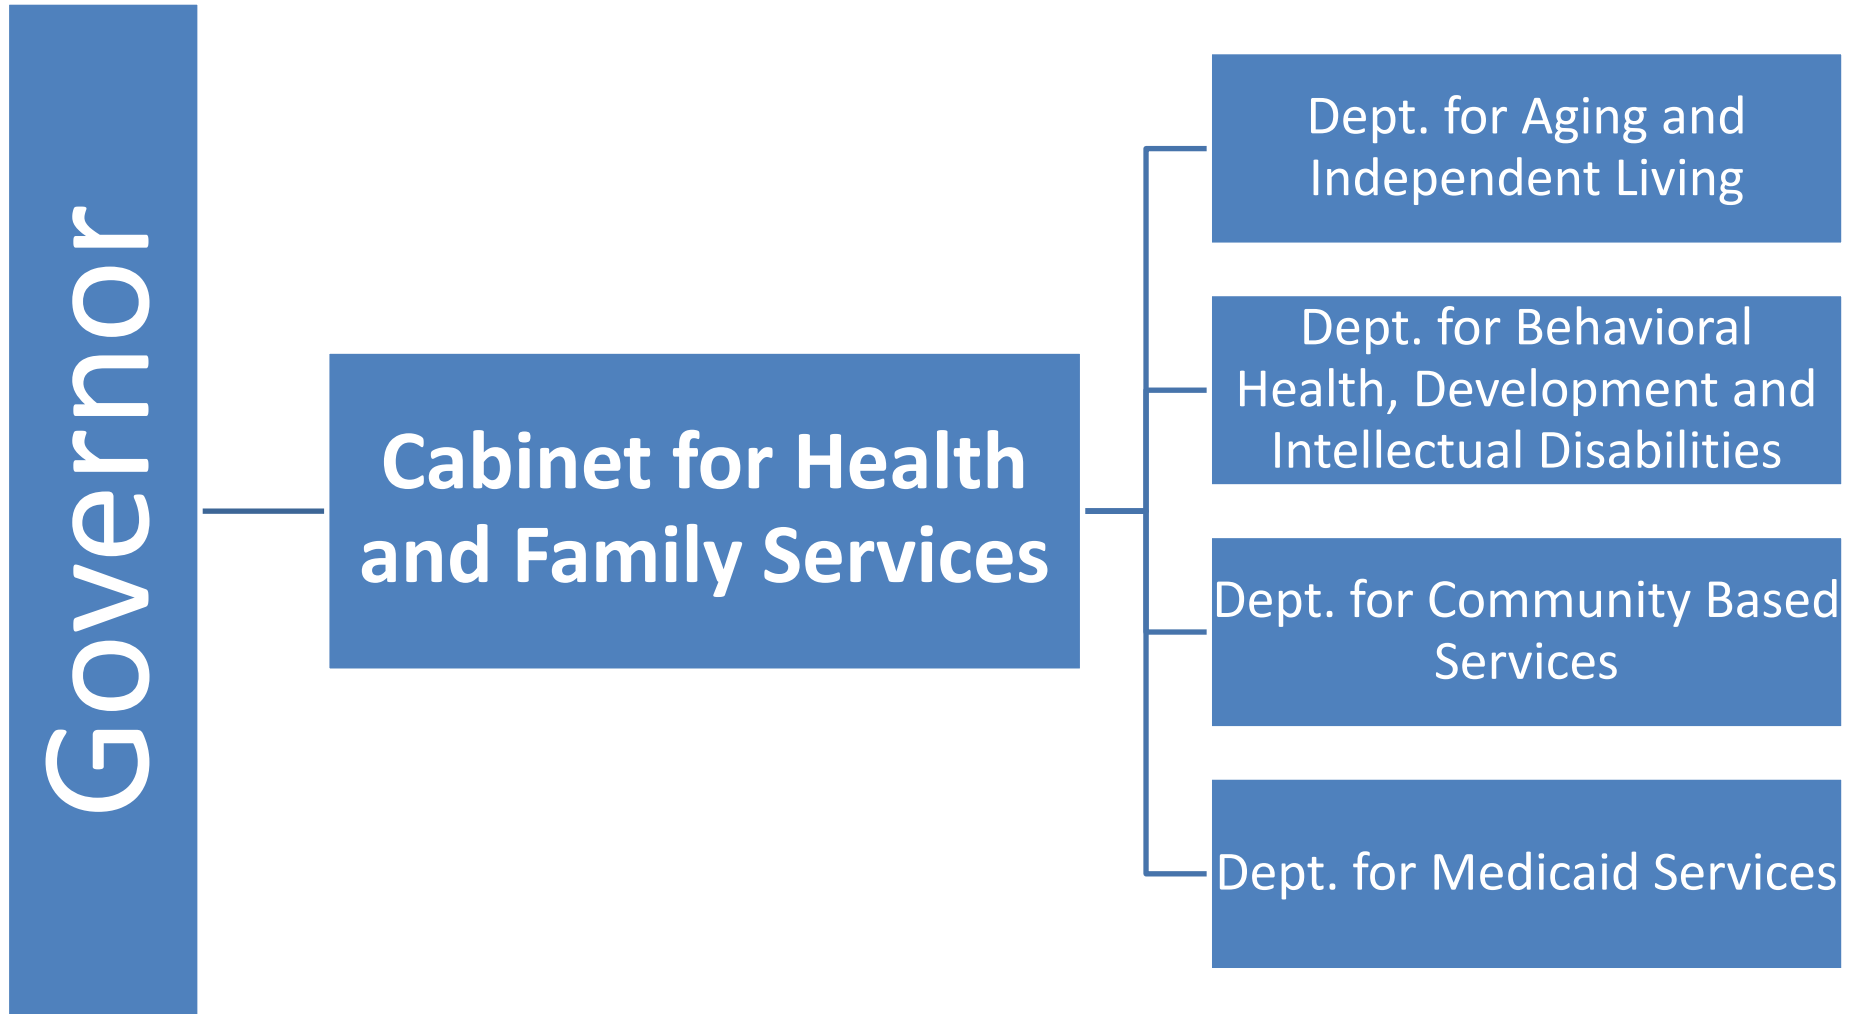 Governor
Cabinet for Health
and Family Services
Dept. for Aging and
Independent Living
Dept. for Behavioral
Health, Development and
Intellectual Disabilities
Dept. for Community Based
Services
Dept. for Medicaid Services